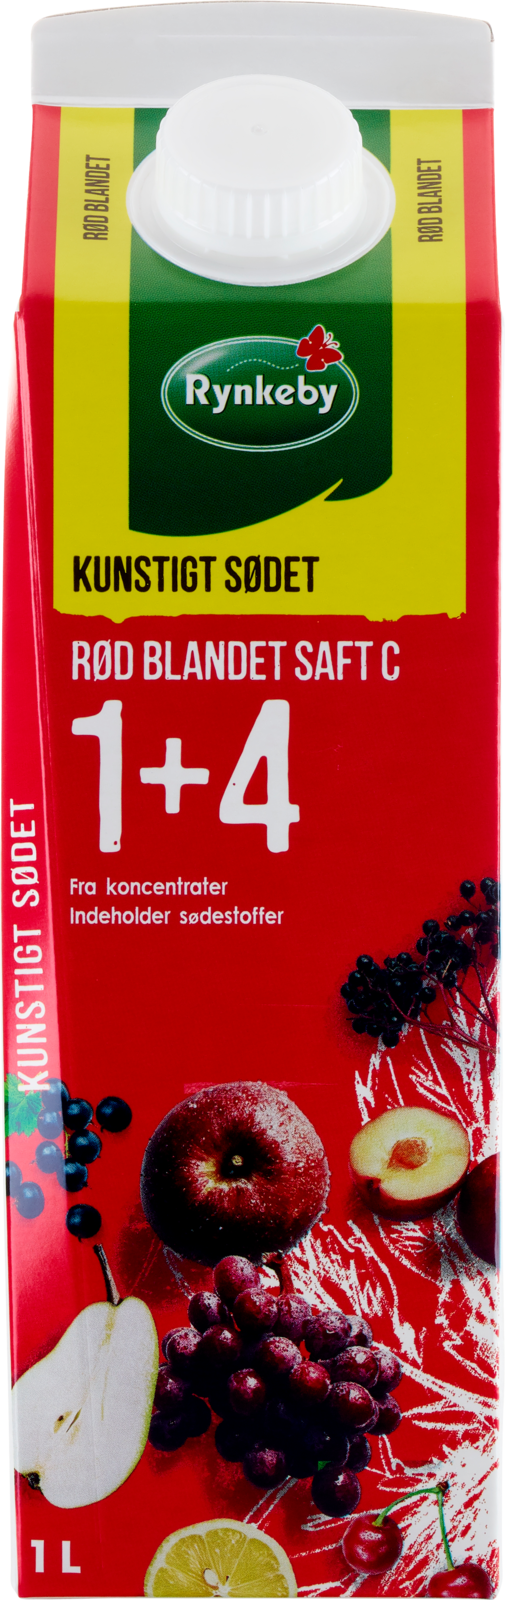 RØD BLANDET
RØD BLANDET
Rynkeby
KUNSTIGT SØDET
RØD BLANDET SAFT C
1+4
Fra koncentrater
Indeholder sødestoffer
KUNSTIGT SØDET
1 L